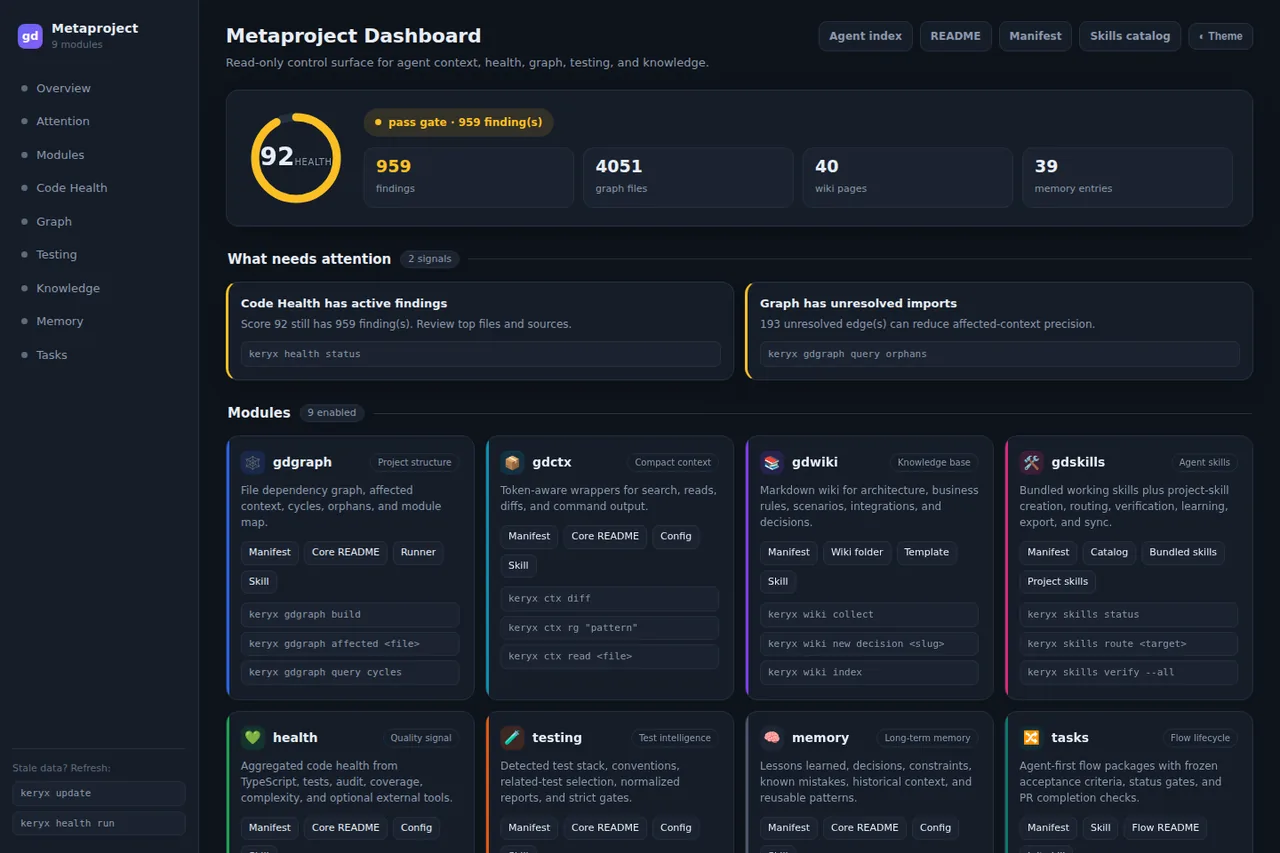 gd
Metaproject
9 modules
Overview
Attention
Modules
Code Health
Graph
Testing
Knowledge
Memory
Tasks
Stale data? Refresh:
keryx update
keryx health run
Metaproject Dashboard
Read-only control surface for agent context, health, graph, testing, and knowledge.
Agent index
README
Manifest
Skills catalog
Theme
92 HEALTH
pass gate · 959 finding(s)
959
findings
4051
graph files
40
wiki pages
39
memory entries
What needs attention
2 signals
Code Health has active findings
Score 92 still has 959 finding(s). Review top files and sources.
keryx health status
Graph has unresolved imports
193 unresolved edge(s) can reduce affected-context precision.
keryx gdgraph query orphans
Modules
9 enabled
gdgraph
Project structure
File dependency graph, affected
context, cycles, orphans, and module
map.
Manifest
Core README
Runner
Skill
keryx gdgraph build
keryx gdgraph affected <file>
keryx gdgraph query cycles
gdctx
Compact context
Token-aware wrappers for search, reads,
diffs, and command output.
Manifest
Core README
Config
Skill
keryx ctx diff
keryx ctx rg "pattern"
keryx ctx read <file>
gdwiki
Knowledge base
Markdown wiki for architecture, business
rules, scenarios, integrations, and
decisions.
Manifest
Wiki folder
Template
Skill
keryx wiki collect
keryx wiki new decision <slug>
keryx wiki index
gdskills
Agent skills
Bundled working skills plus project-skill
creation, routing, verification, learning,
export, and sync.
Manifest
Catalog
Bundled skills
Project skills
keryx skills status
keryx skills route <target>
keryx skills verify --all
health
Quality signal
Aggregated code health from
TypeScript, tests, audit, coverage,
complexity, and optional external tools.
Manifest
Core README
Config
testing
Test intelligence
Detected test stack, conventions,
related-test selection, normalized
reports, and strict gates.
Manifest
Core README
Config
memory
Long-term memory
Lessons learned, decisions, constraints,
known mistakes, historical context, and
reusable patterns.
Manifest
Core README
Config
tasks
Flow lifecycle
Agent-first flow packages with frozen
acceptance criteria, status gates, and
PR completion checks.
Manifest
Skill
Flow README